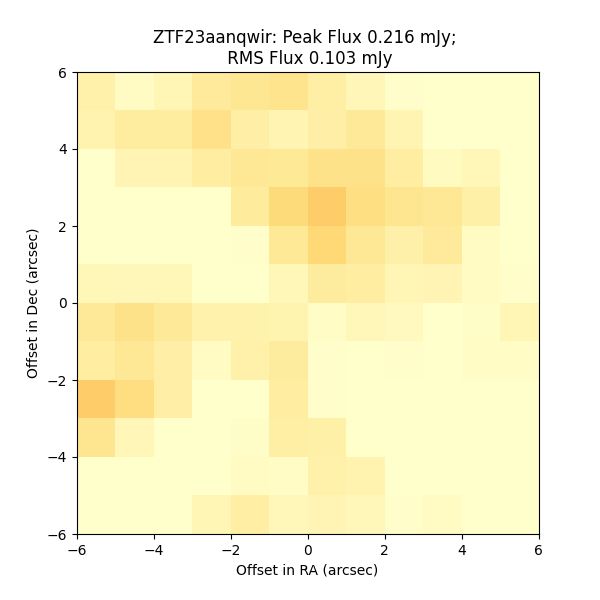 ZTF23aanqwir: Peak Flux 0.216 mJy;
RMS Flux 0.103 mJy
6
4
2
0
−2
−4
−6
Offset in Dec (arcsec)
−6 −4 −2 0 2 4 6
Offset in RA (arcsec)